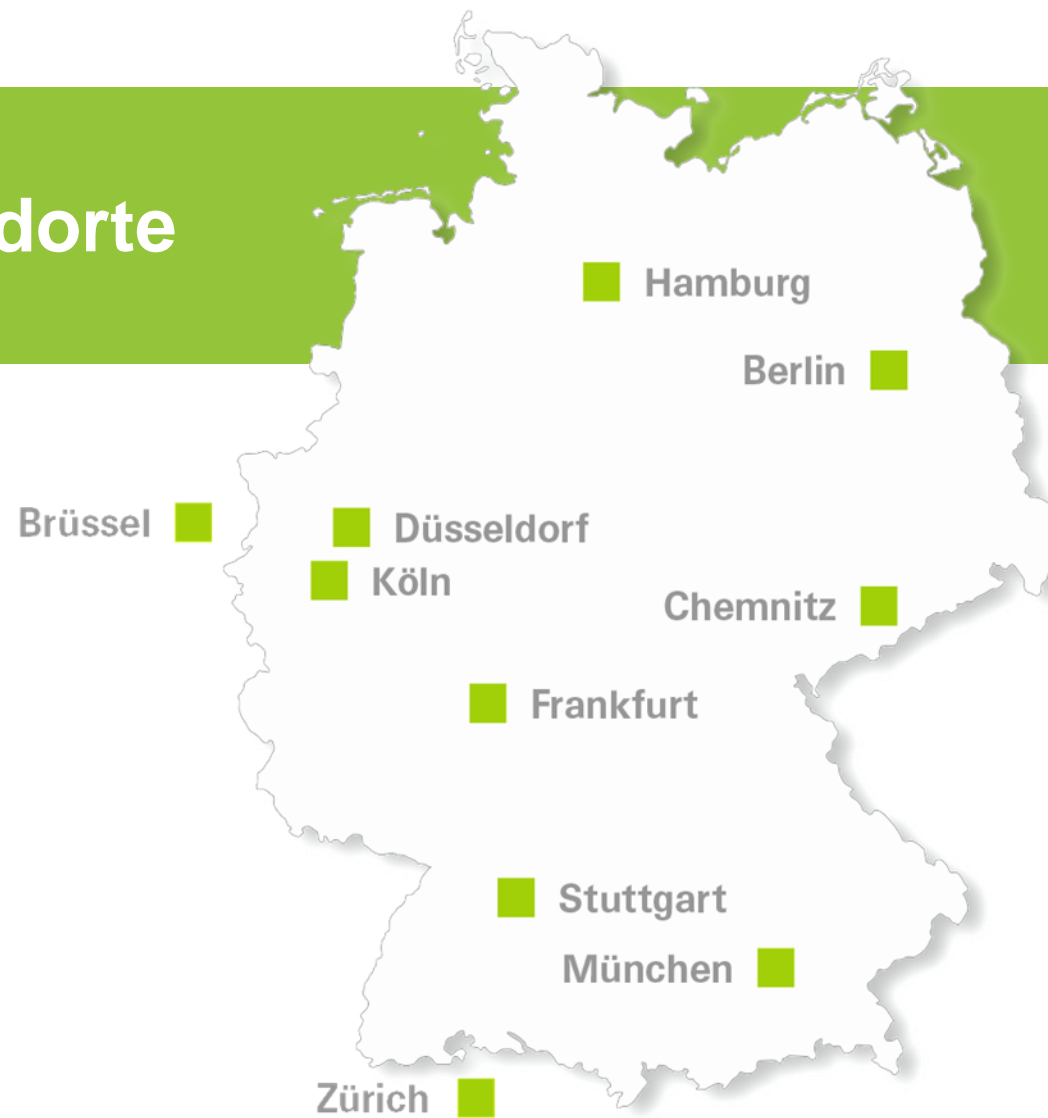 dorte
Hamburg
Berlin
Brüssel
Düsseldorf
Köln
Chemnitz
Frankfurt
Stuttgart
München
Zürich